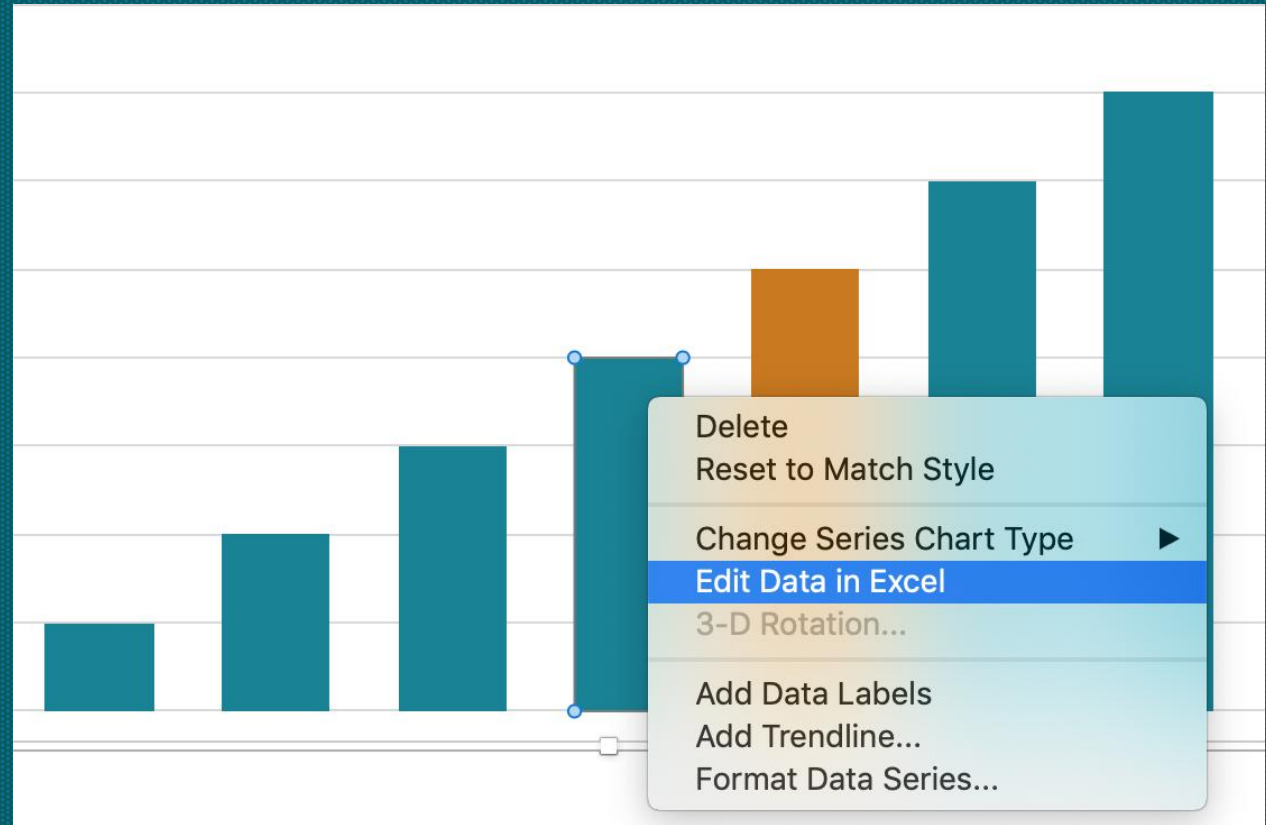 Delete
Reset to Match Style
Change Series Chart Type
Edit Data in Excel
3-D Rotation...
Add Data Labels
Add Trendline...
Format Data Series...